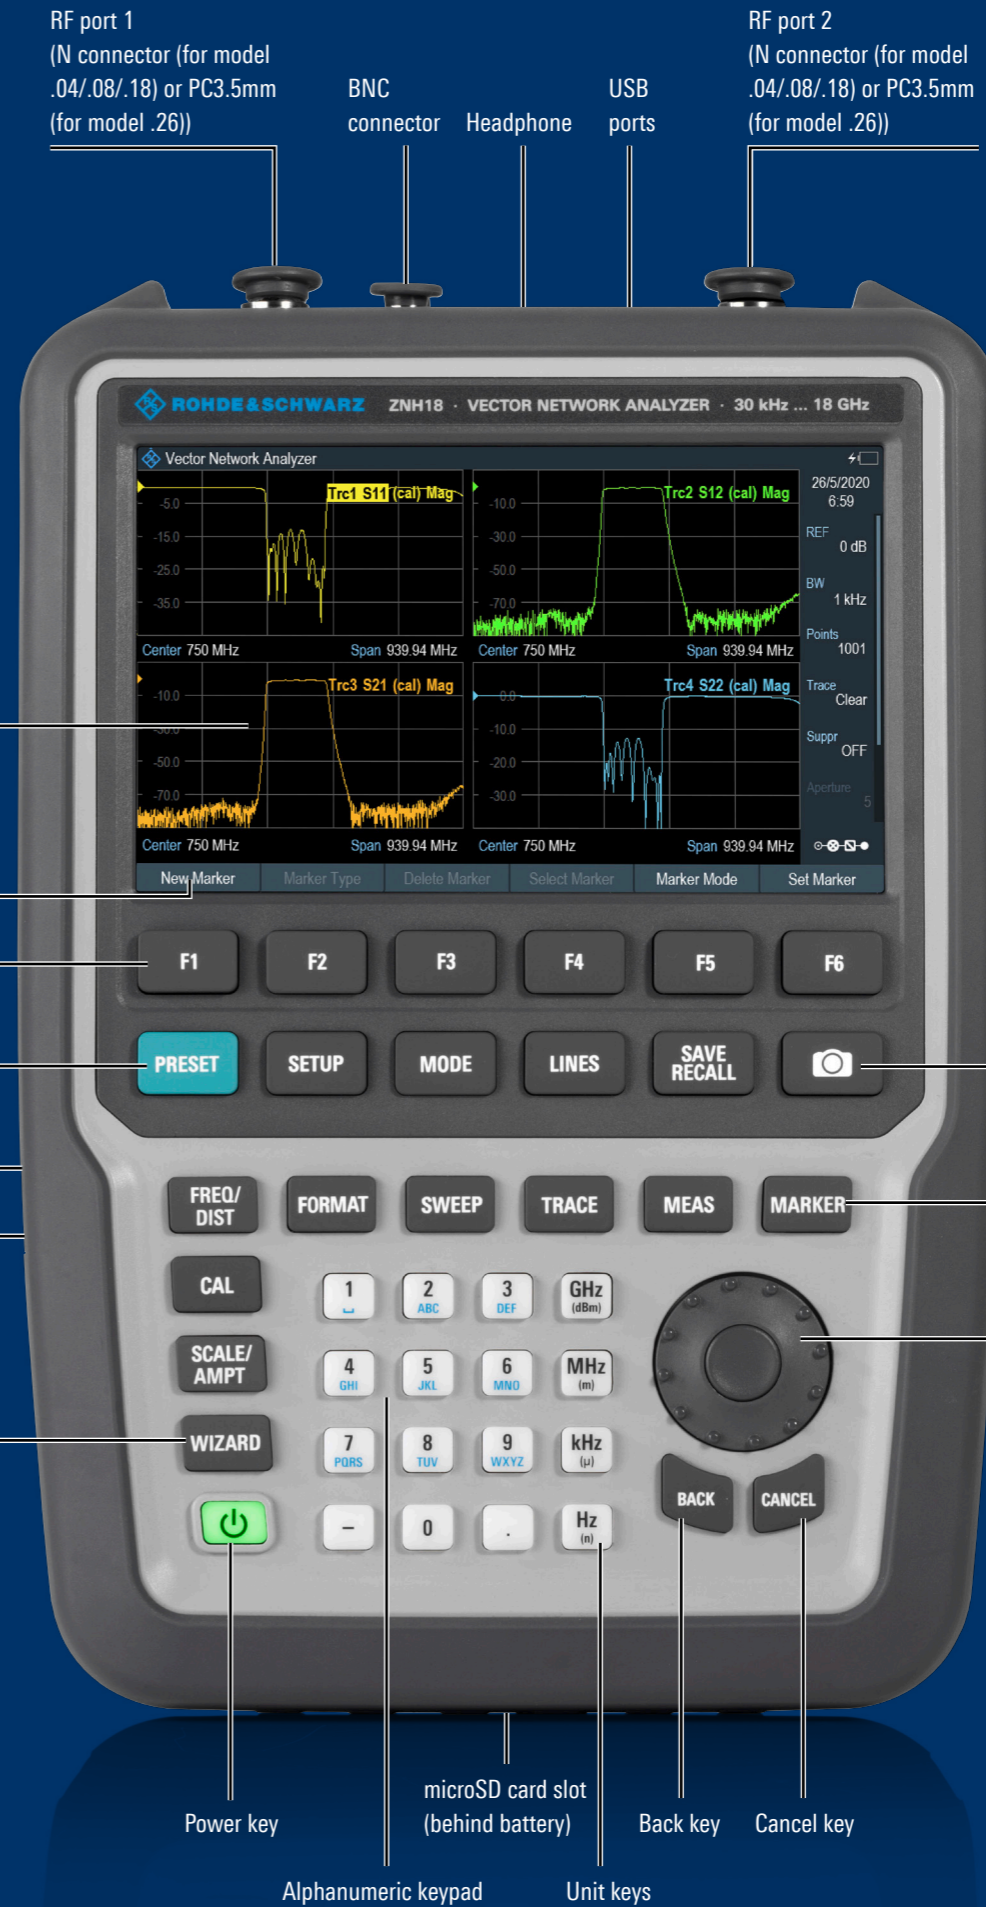 RF port 1
(N connector (for model
.04/.08/.18) or PC3.5mm
(for model .26))
BNC
connector
Headphone
USB
ports
RF port 2
(N connector (for model
.04/.08/.18) or PC3.5mm
(for model .26))
ROHDE&SCHWARZ ZNH18 · VECTOR NETWORK ANALYZER · 30 kHz ... 18 GHz
Vector Network Analyzer
26/5/2020
6:59
Trc1 S11 (cal) Mag
-5.0
-15.0
-25.0
-35.0
Center 750 MHz Span 939.94 MHz
Trc2 S12 (cal) Mag
-10.0
-30.0
-50.0
-70.0
Center 750 MHz Span 939.94 MHz
Trc3 S21 (cal) Mag
-10.0
-30.0
-50.0
-70.0
Center 750 MHz Span 939.94 MHz
Trc4 S22 (cal) Mag
0.0
-10.0
-20.0
-30.0
Center 750 MHz Span 939.94 MHz
REF
0 dB
BW
1 kHz
Points
1001
Trace
Clear
Suppr
OFF
Aperture
5
New Marker Marker Type Delete Marker Select Marker Marker Mode Set Marker
F1 F2 F3 F4 F5 F6
PRESET SETUP MODE LINES SAVE RECALL
FREQ/
DIST
FORMAT SWEEP TRACE MEAS MARKER
CAL
SCALE/
AMPT
WIZARD
1 2 3 GHz
ABC DEF (dBm)
4 5 6 MHz
GHI JKL MNO (m)
7 8 9 kHz
PQRS TUV WXYZ (µ)
– 0 . Hz
(n)
BACK CANCEL
Power key
microSD card slot
(behind battery)
Back key
Cancel key
Alphanumeric keypad
Unit keys